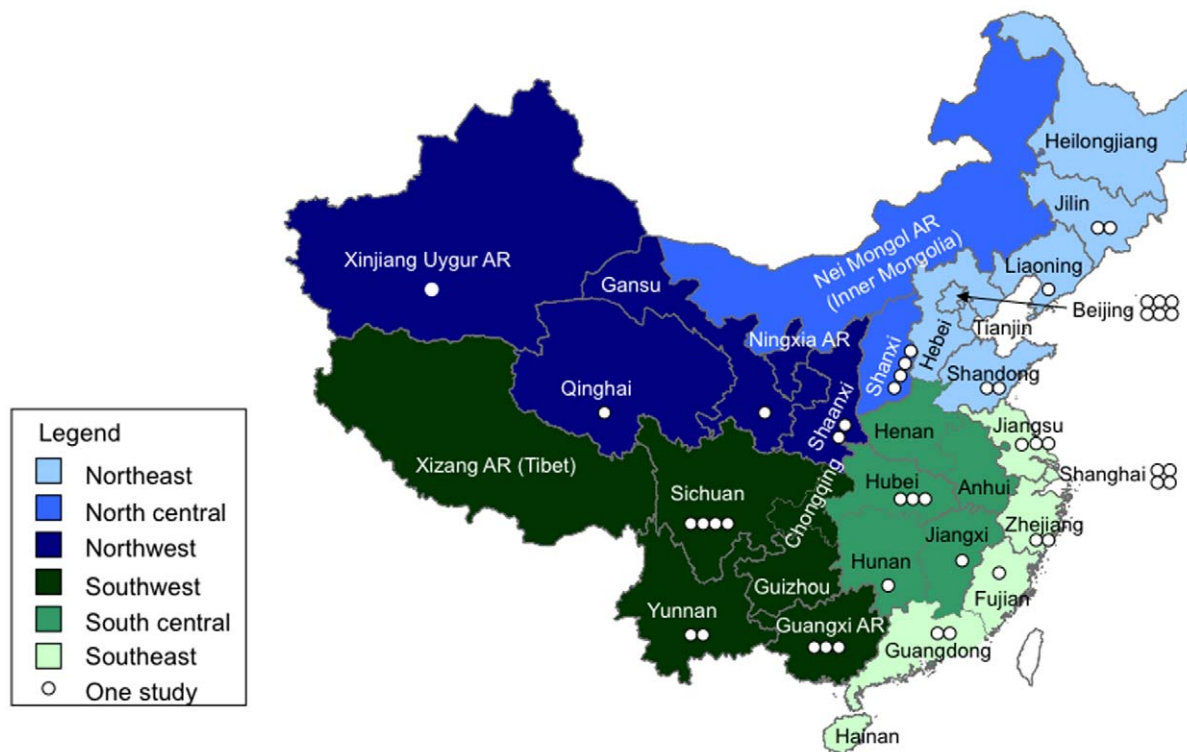 Heilongjiang
Jilin
Liaoning
Nei Mongol AR
(Inner Mongolia)
Xinjiang Uygur AR
Gansu
Beijing
Tianjin
Hebei
Ningxia AR
Shanxi
Shandong
Qinghai
Shaanxi
Jiangsu
Henan
Xizang AR (Tibet)
Shanghai
Sichuan
Chongqing
Hubei
Anhui
Zhejiang
Jiangxi
Hunan
Guizhou
Fujian
Yunnan
Guangxi AR
Guangdong
Hainan
Legend
Northeast
North central
Northwest
Southwest
South central
Southeast
One study